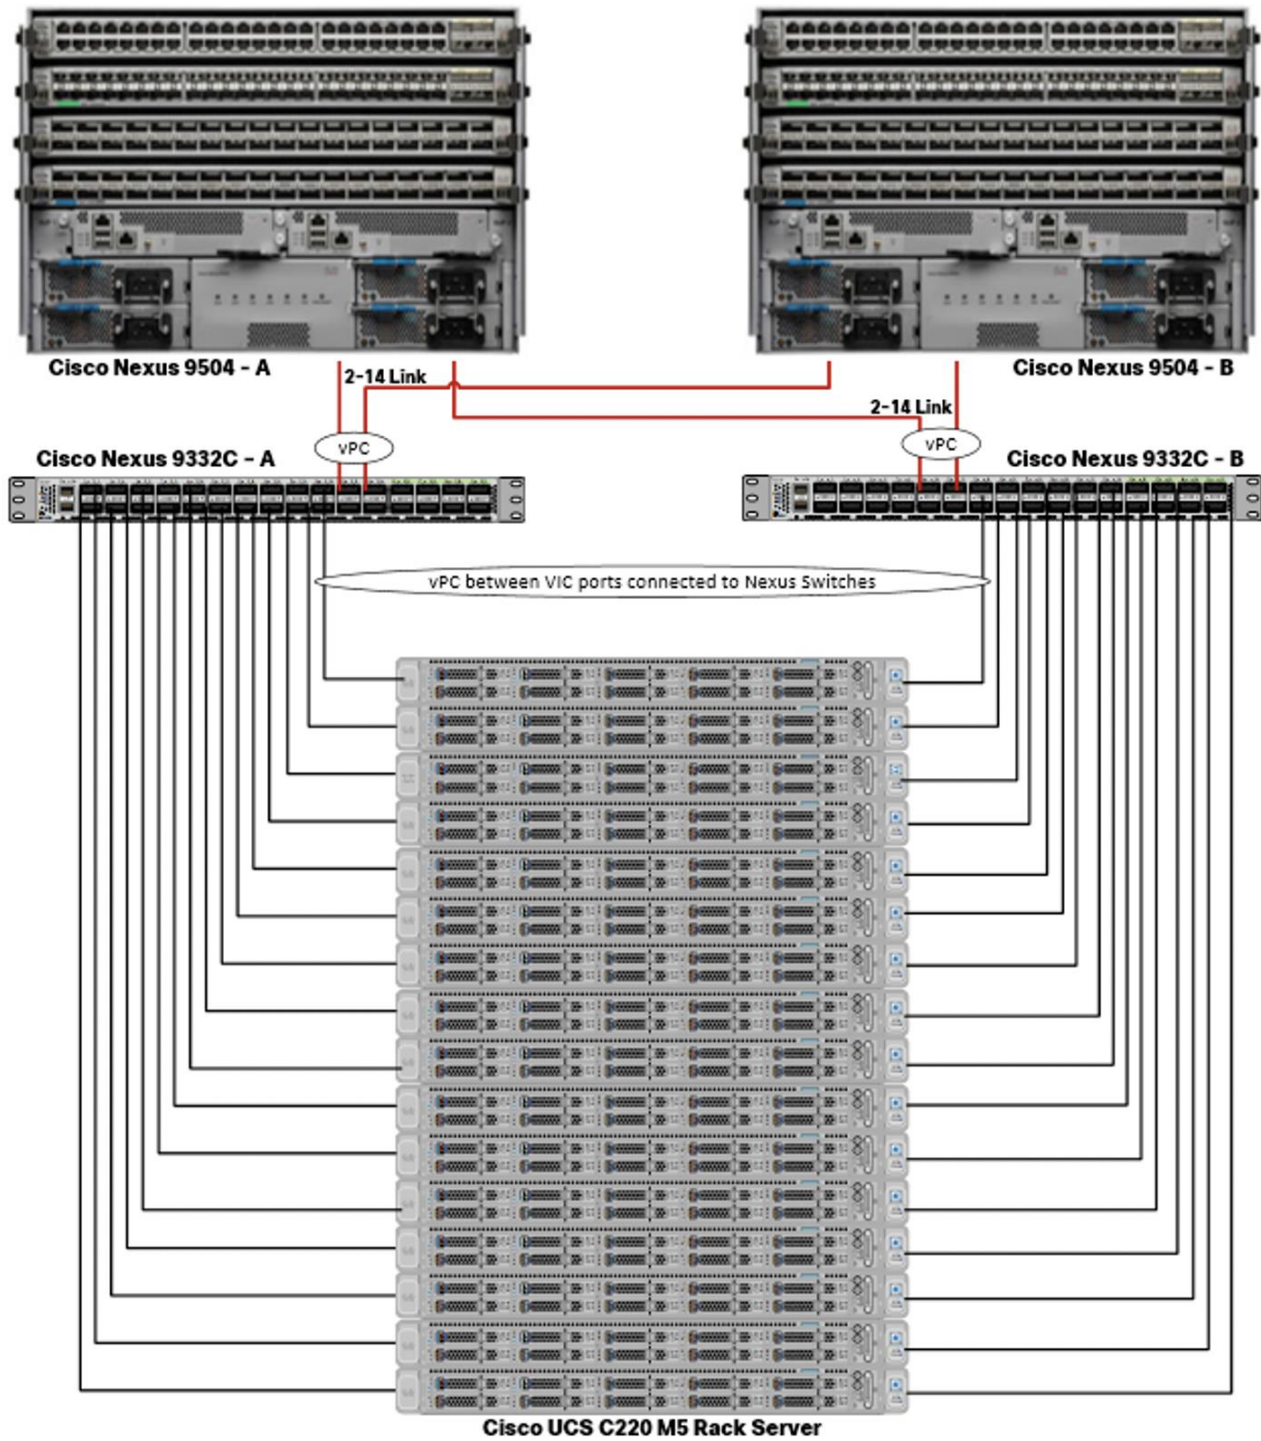 Cisco Nexus 9504 - A
Cisco Nexus 9504 - B
2-14 Link
2-14 Link
vPC
vPC
Cisco Nexus 9332C - A
Cisco Nexus 9332C - B
vPC between VIC ports connected to Nexus Switches
Cisco UCS C220 M5 Rack Server